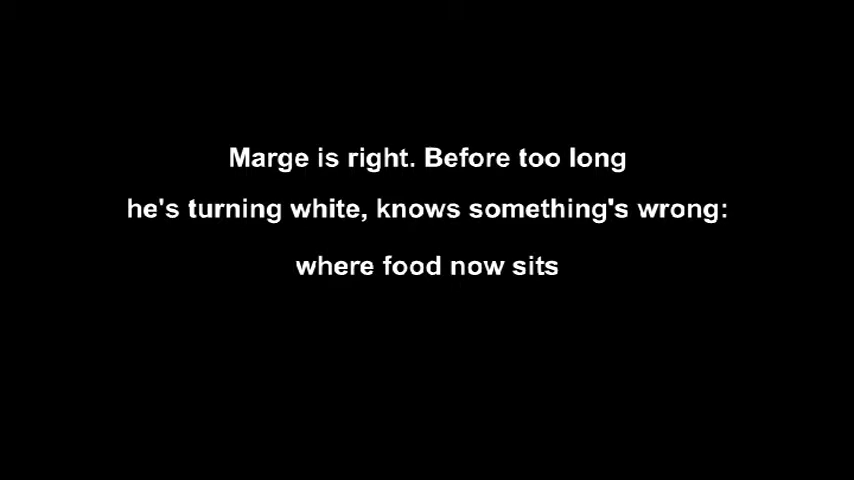 Marge is right. Before too long
he's turning white, knows something's wrong:
where food now sits